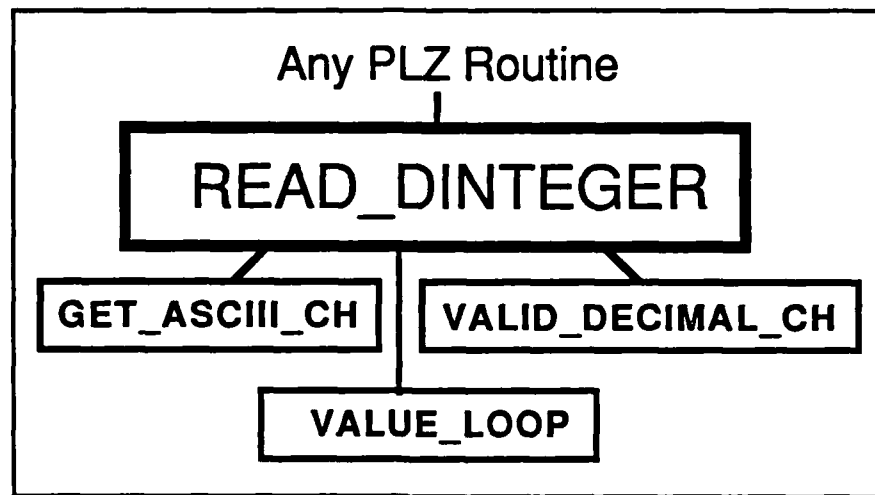 Any PLZ Routine
READ_DINTEGER
GET_ASCIII_CH
VALID_DECIMAL_CH
VALUE_LOOP